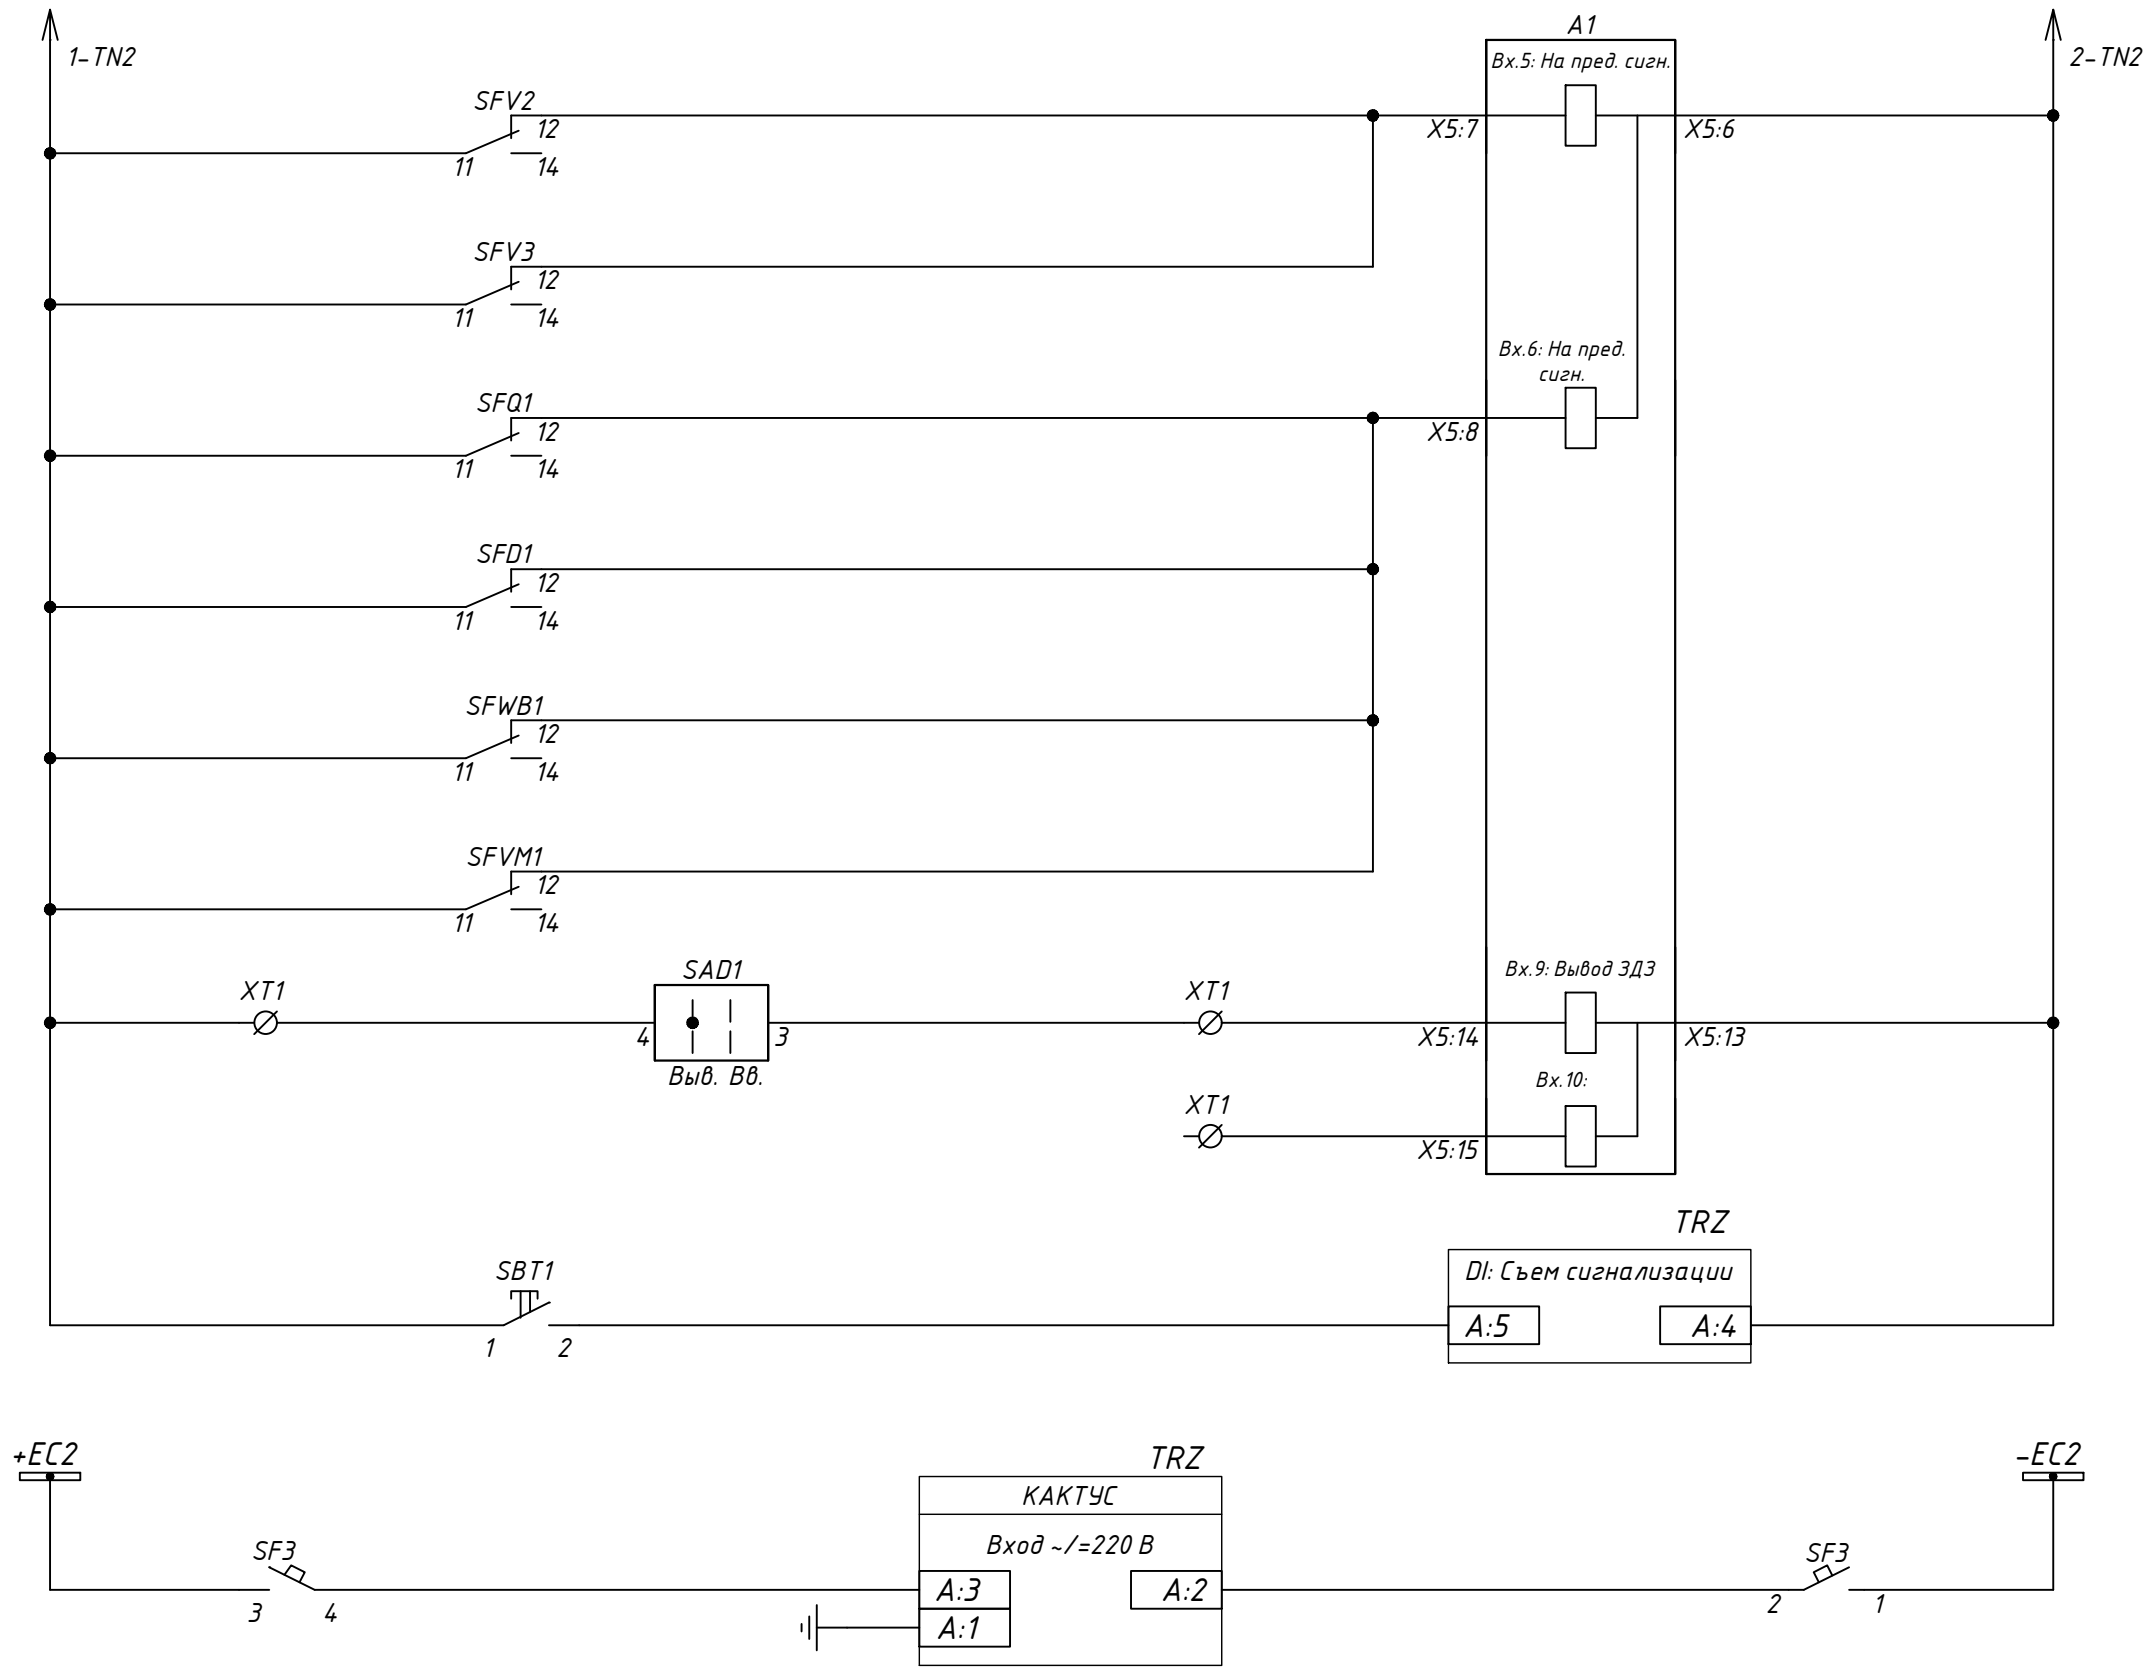 A1
1-TN2
2-TN2
Вх.5: На пред. сигн.
SFV2
12
11
14
X5:7
X5:6
SFV3
12
11
14
Вх.6: На пред.
сигн.
SFQ1
12
11
14
X5:8
SFD1
12
11
14
SFWB1
12
11
14
SFVM1
12
11
14
SAD1
Вх.9: Вывод ЗДЗ
XT1
XT1
4
3
X5:14
X5:13
Выв. Вв.
Вх.10:
XT1
X5:15
TRZ
SBT1
DI: Съем сигнализации
A:5
A:4
1
2
+EC2
-EC2
TRZ
КАКТУС
Вход ~/=220 В
SF3
SF3
A:3
A:2
3
4
2
1
A:1